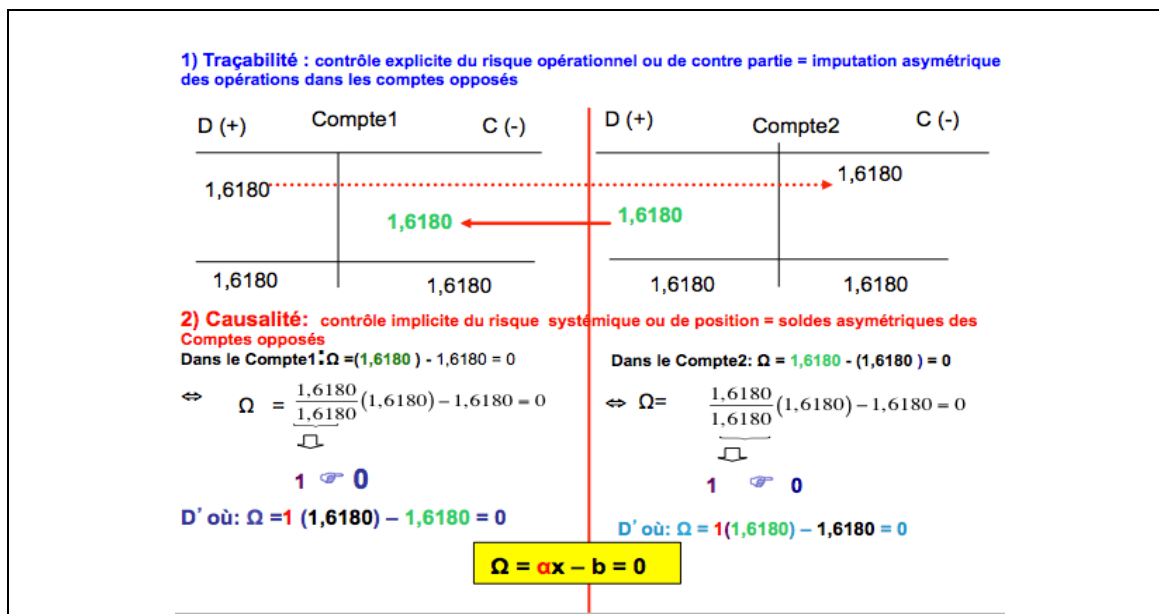 1) Traçabilité : contrôle explicite du risque opérationnel ou de contre partie = imputation asymétrique
des opérations dans les comptes opposés
D (+) Compte1 C (-)
1,6180
1,6180
1,6180 1,6180
D (+) Compte2 C (-)
1,6180
1,6180
1,6180 1,6180
2) Causalité: contrôle implicite du risque systémique ou de position = soldes asymétriques des
Comptes opposés
Dans le Compte1:Ω =(1,6180 ) - 1,6180 = 0
⇔ Ω = 1,6180/1,6180 (1,6180) – 1,6180 = 0
1 ☞ 0
D’ où: Ω =1 (1,6180) – 1,6180 = 0
Dans le Compte2: Ω = 1,6180 - (1,6180 ) = 0
⇔ Ω= 1,6180/1,6180 (1,6180) – 1,6180 = 0
1 ☞ 0
D’ où: Ω = 1(1,6180) – 1,6180 = 0
Ω = αx – b = 0